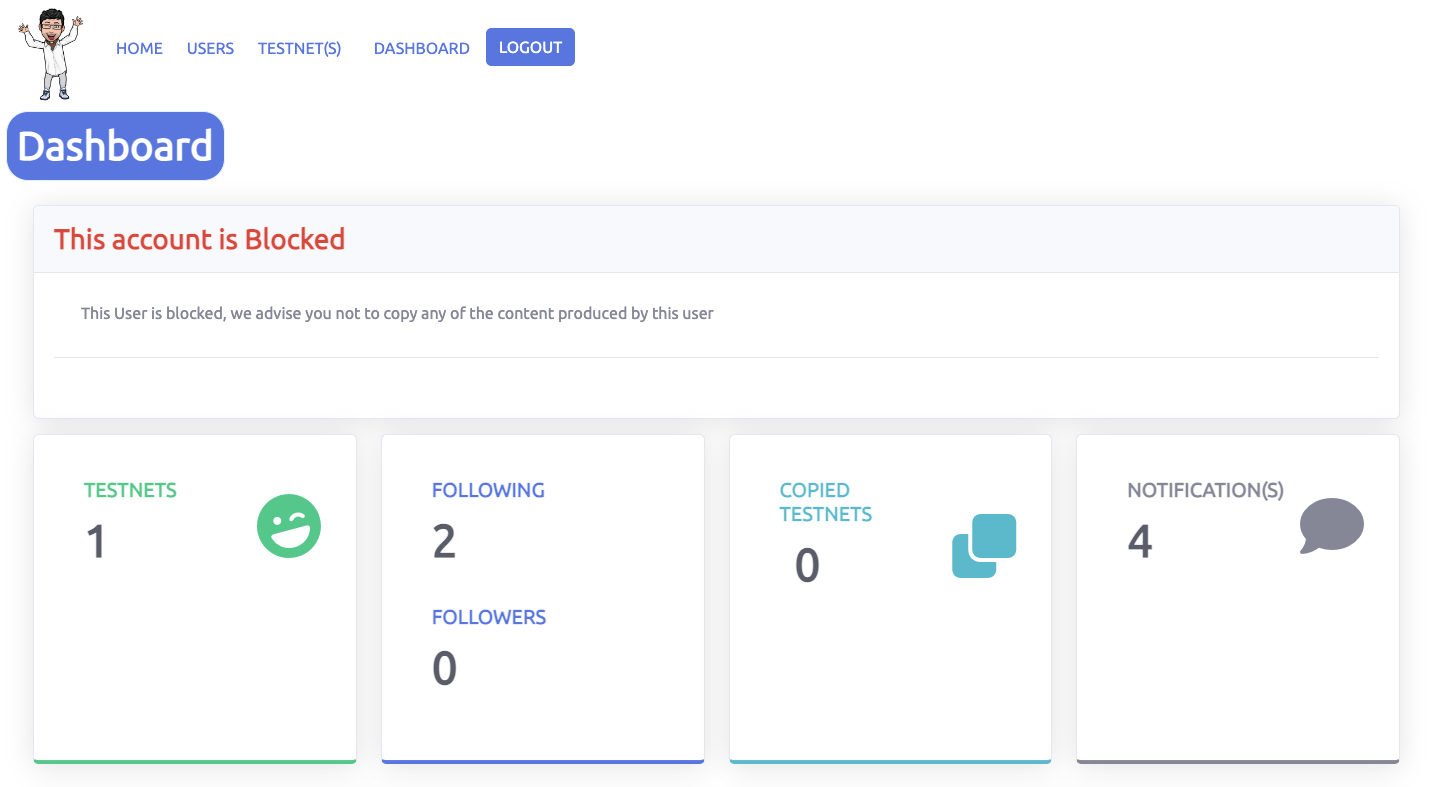 HOME USERS TESTNET(S) DASHBOARD LOGOUT
Dashboard
This account is Blocked
This User is blocked, we advise you not to copy any of the content produced by this user
TESTNETS
1
FOLLOWING
2
FOLLOWERS
0
COPIED
TESTNETS
0
NOTIFICATION(S)
4